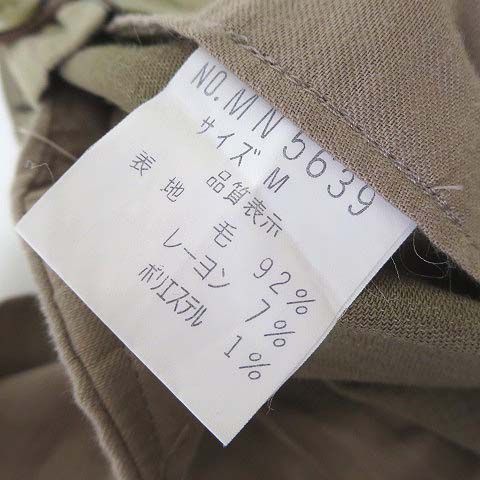 NO.MN5639
サイズ M
品質表示
表地 毛 92%
レーヨン 7%
ポリエステル 1%